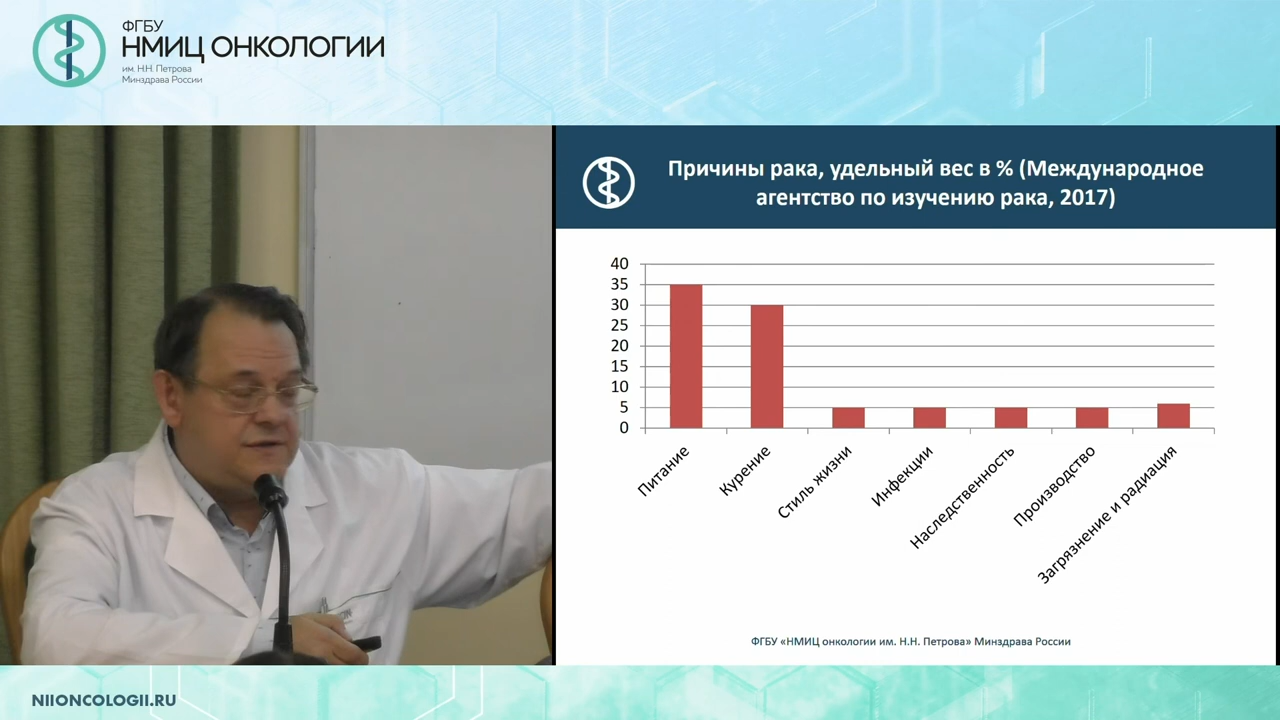 ФГБУ
НМИЦ ОНКОЛОГИИ
им. Н.Н. Петрова
Минздрава России
Причины рака, удельный вес в % (Международное
агентство по изучению рака, 2017)
40
35
30
25
20
15
10
5
0
Питание
Курение
Стиль жизни
Инфекции
Наследственность
Производство
Загрязнение и радиация
ФГБУ «НМИЦ онкологии им. Н.Н. Петрова» Минздрава России
NIIONCOLOGII.RU